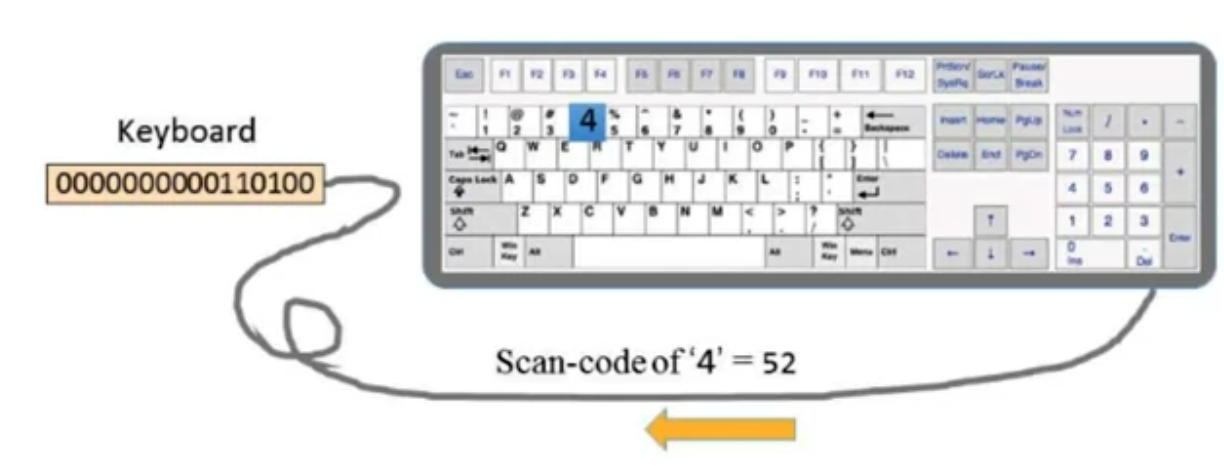 Keyboard
0000000000110100
Esc F1 F2 F3 F4 F5 F6 F7 F8 F9 F10 F11 F12 PrtScrn/ SysRq ScrLk Pause/ Break
~ ` ! 1 @ 2 # 3 4 % 5 ^ 6 & 7 * 8 ( 9 ) 0 _ - + = Backspace Insert Home PgUp Num Lock / * -
Tab Q W E R T Y U I O P { [ } ] | \ Delete End PgDn 7 8 9 +
Caps Lock A S D F G H J K L : ; " ' Enter 4 5 6
Shift Z X C V B N M < , > . ? / Shift ↑ 1 2 3 Enter
Ctrl Win Key Alt Alt Win Key Menu Ctrl ← ↓ → 0 Ins . Del
Scan-code of ‘4’ = 52